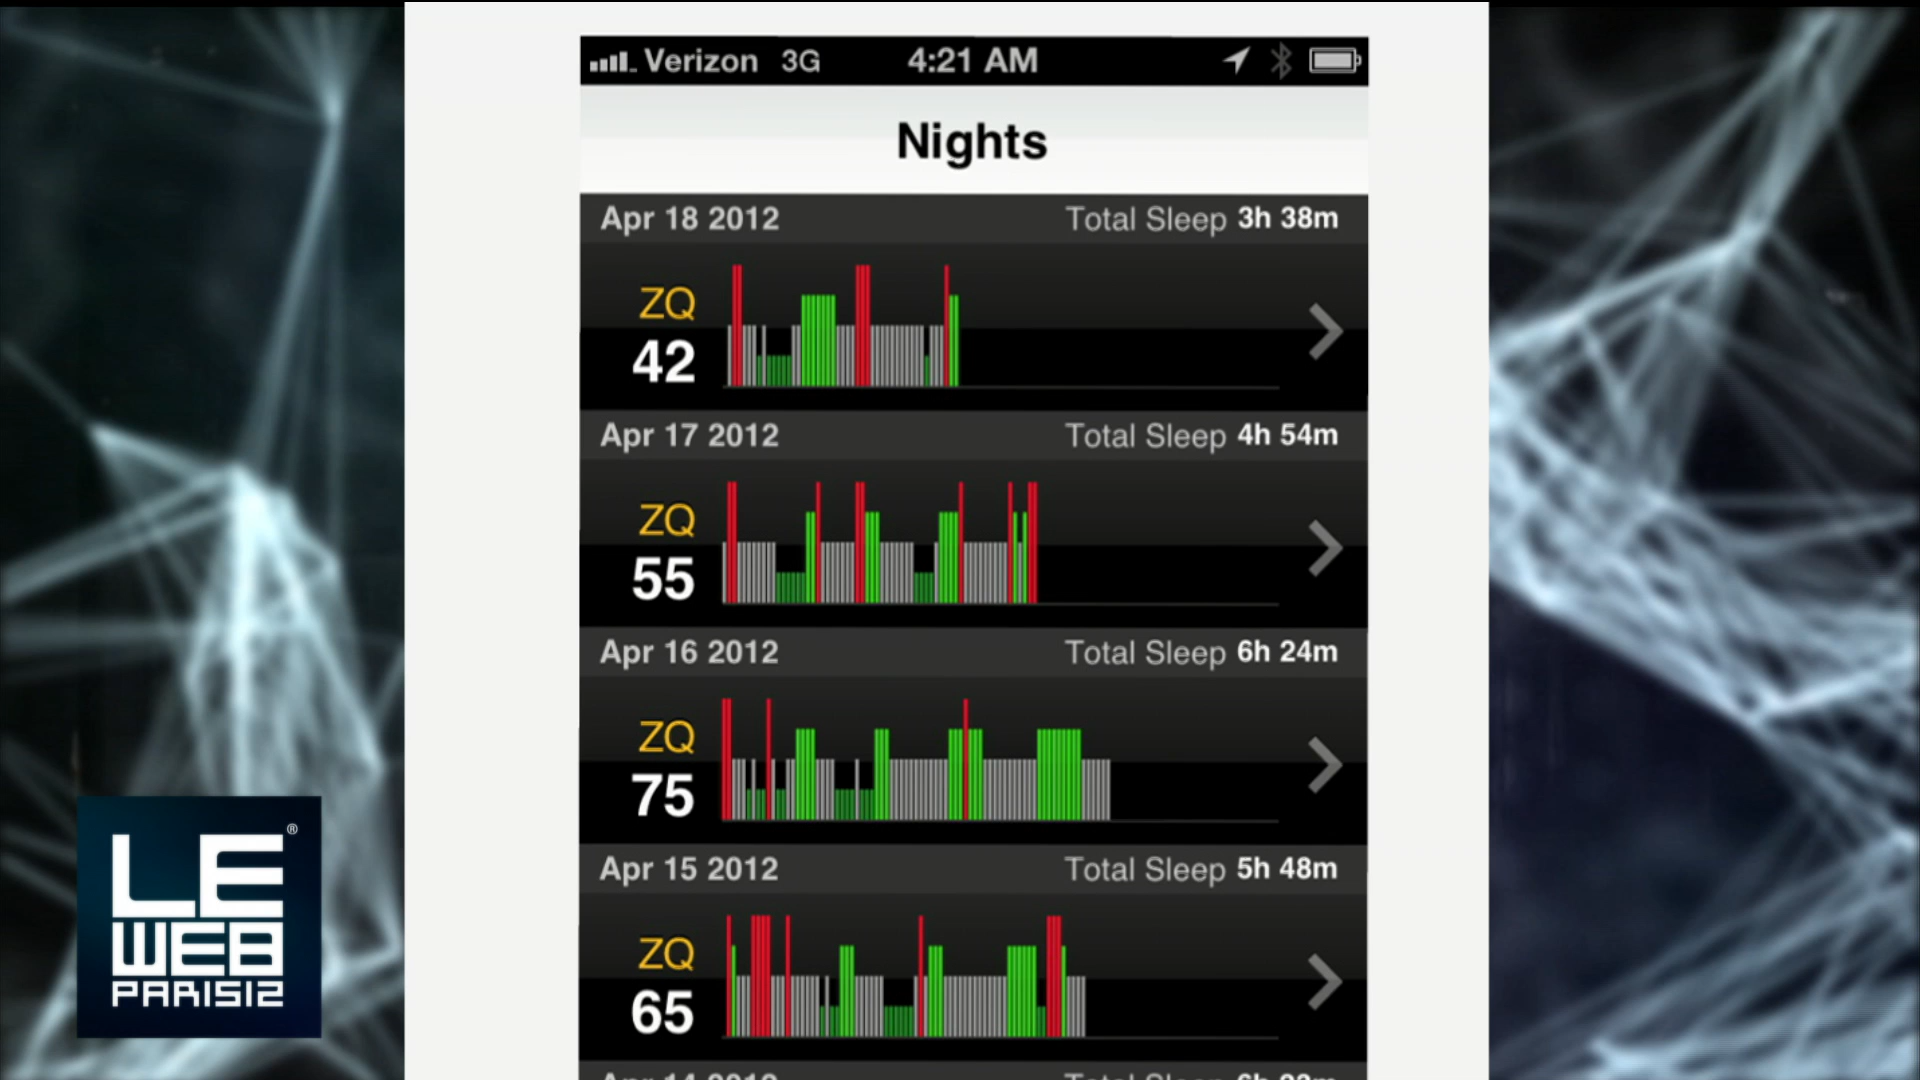 Verizon 3G 4:21 AM
Nights
Apr 18 2012 Total Sleep 3h 38m
ZQ
42
Apr 17 2012 Total Sleep 4h 54m
ZQ
55
Apr 16 2012 Total Sleep 6h 24m
ZQ
75
Apr 15 2012 Total Sleep 5h 48m
ZQ
65
LE®
WEB
PARIS12